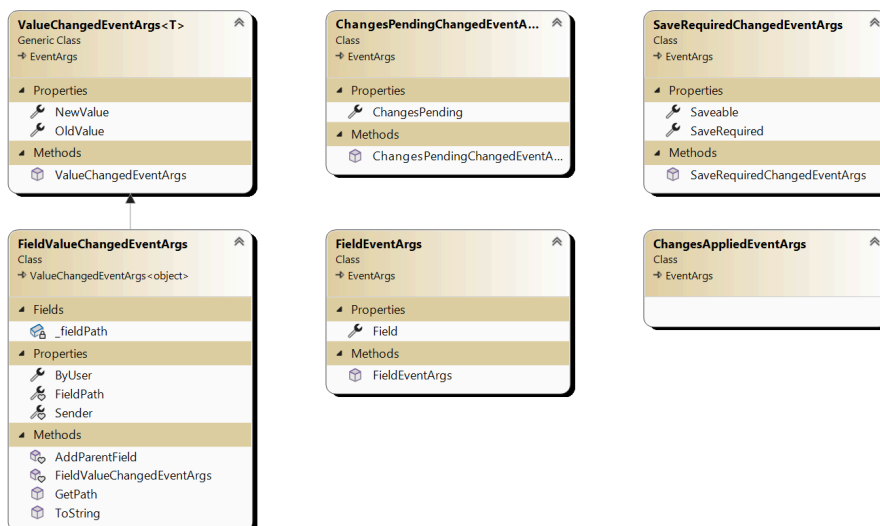 ValueChangedEventArgs<T>
Generic Class
EventArgs
Properties
NewValue
OldValue
Methods
ValueChangedEventArgs
ChangesPendingChangedEventA...
Class
EventArgs
Properties
ChangesPending
Methods
ChangesPendingChangedEventA...
SaveRequiredChangedEventArgs
Class
EventArgs
Properties
Saveable
SaveRequired
Methods
SaveRequiredChangedEventArgs
FieldValueChangedEventArgs
Class
ValueChangedEventArgs<object>
Fields
_fieldPath
Properties
ByUser
FieldPath
Sender
Methods
AddParentField
FieldValueChangedEventArgs
GetPath
ToString
FieldEventArgs
Class
EventArgs
Properties
Field
Methods
FieldEventArgs
ChangesAppliedEventArgs
Class
EventArgs